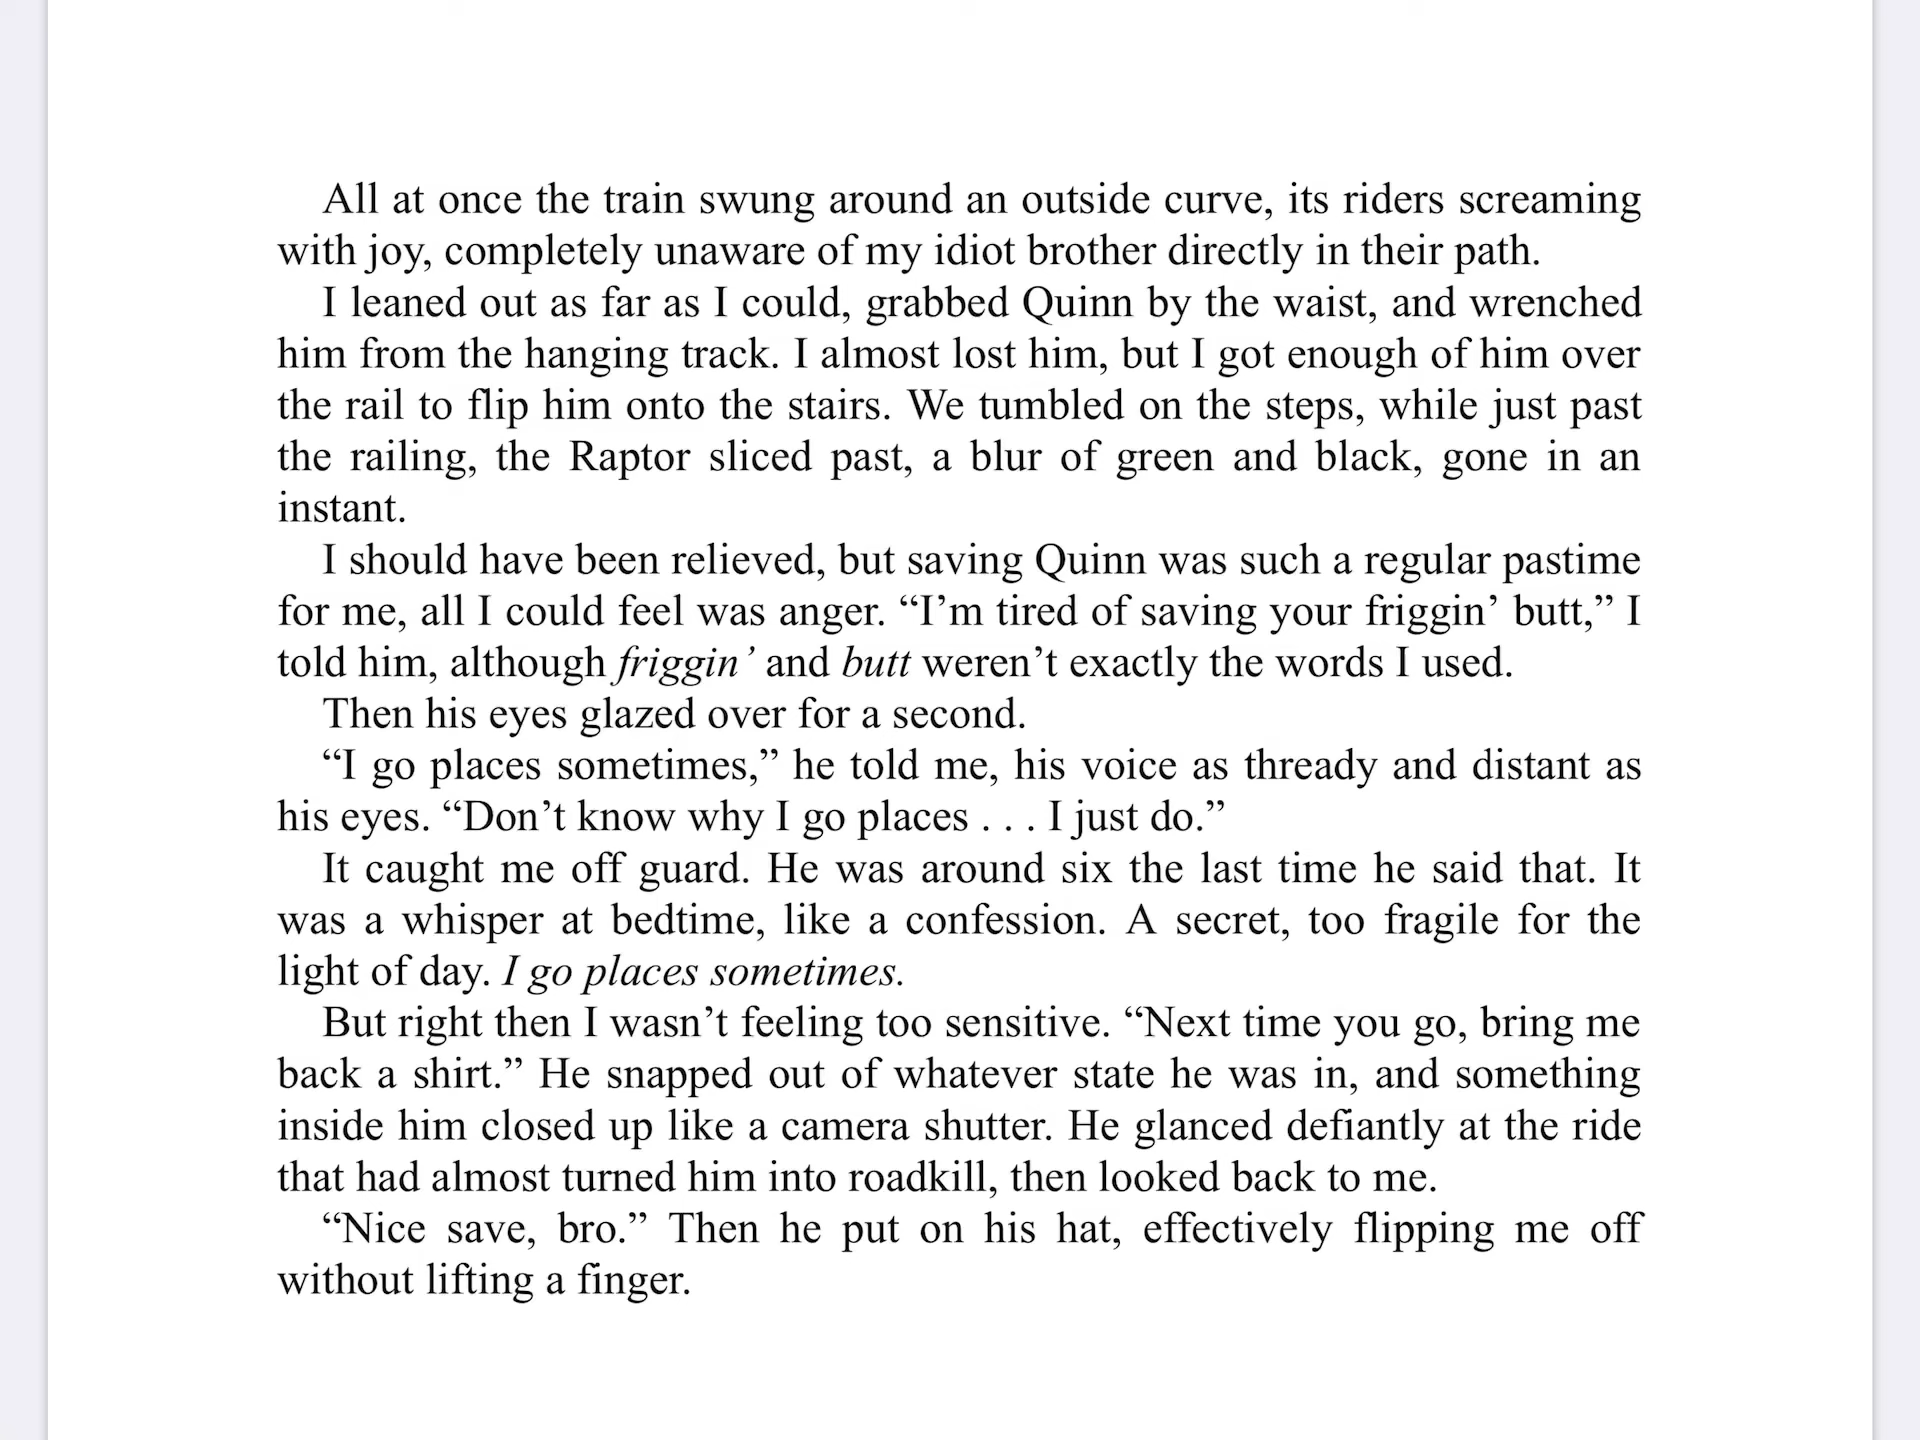 All at once the train swung around an outside curve, its riders screaming
with joy, completely unaware of my idiot brother directly in their path.
I leaned out as far as I could, grabbed Quinn by the waist, and wrenched
him from the hanging track. I almost lost him, but I got enough of him over
the rail to flip him onto the stairs. We tumbled on the steps, while just past
the railing, the Raptor sliced past, a blur of green and black, gone in an
instant.
I should have been relieved, but saving Quinn was such a regular pastime
for me, all I could feel was anger. “I’m tired of saving your friggin’ butt,” I
told him, although friggin’ and butt weren’t exactly the words I used.
Then his eyes glazed over for a second.
“I go places sometimes,” he told me, his voice as thready and distant as
his eyes. “Don’t know why I go places . . . I just do.”
It caught me off guard. He was around six the last time he said that. It
was a whisper at bedtime, like a confession. A secret, too fragile for the
light of day. I go places sometimes.
But right then I wasn’t feeling too sensitive. “Next time you go, bring me
back a shirt.” He snapped out of whatever state he was in, and something
inside him closed up like a camera shutter. He glanced defiantly at the ride
that had almost turned him into roadkill, then looked back to me.
“Nice save, bro.” Then he put on his hat, effectively flipping me off
without lifting a finger.